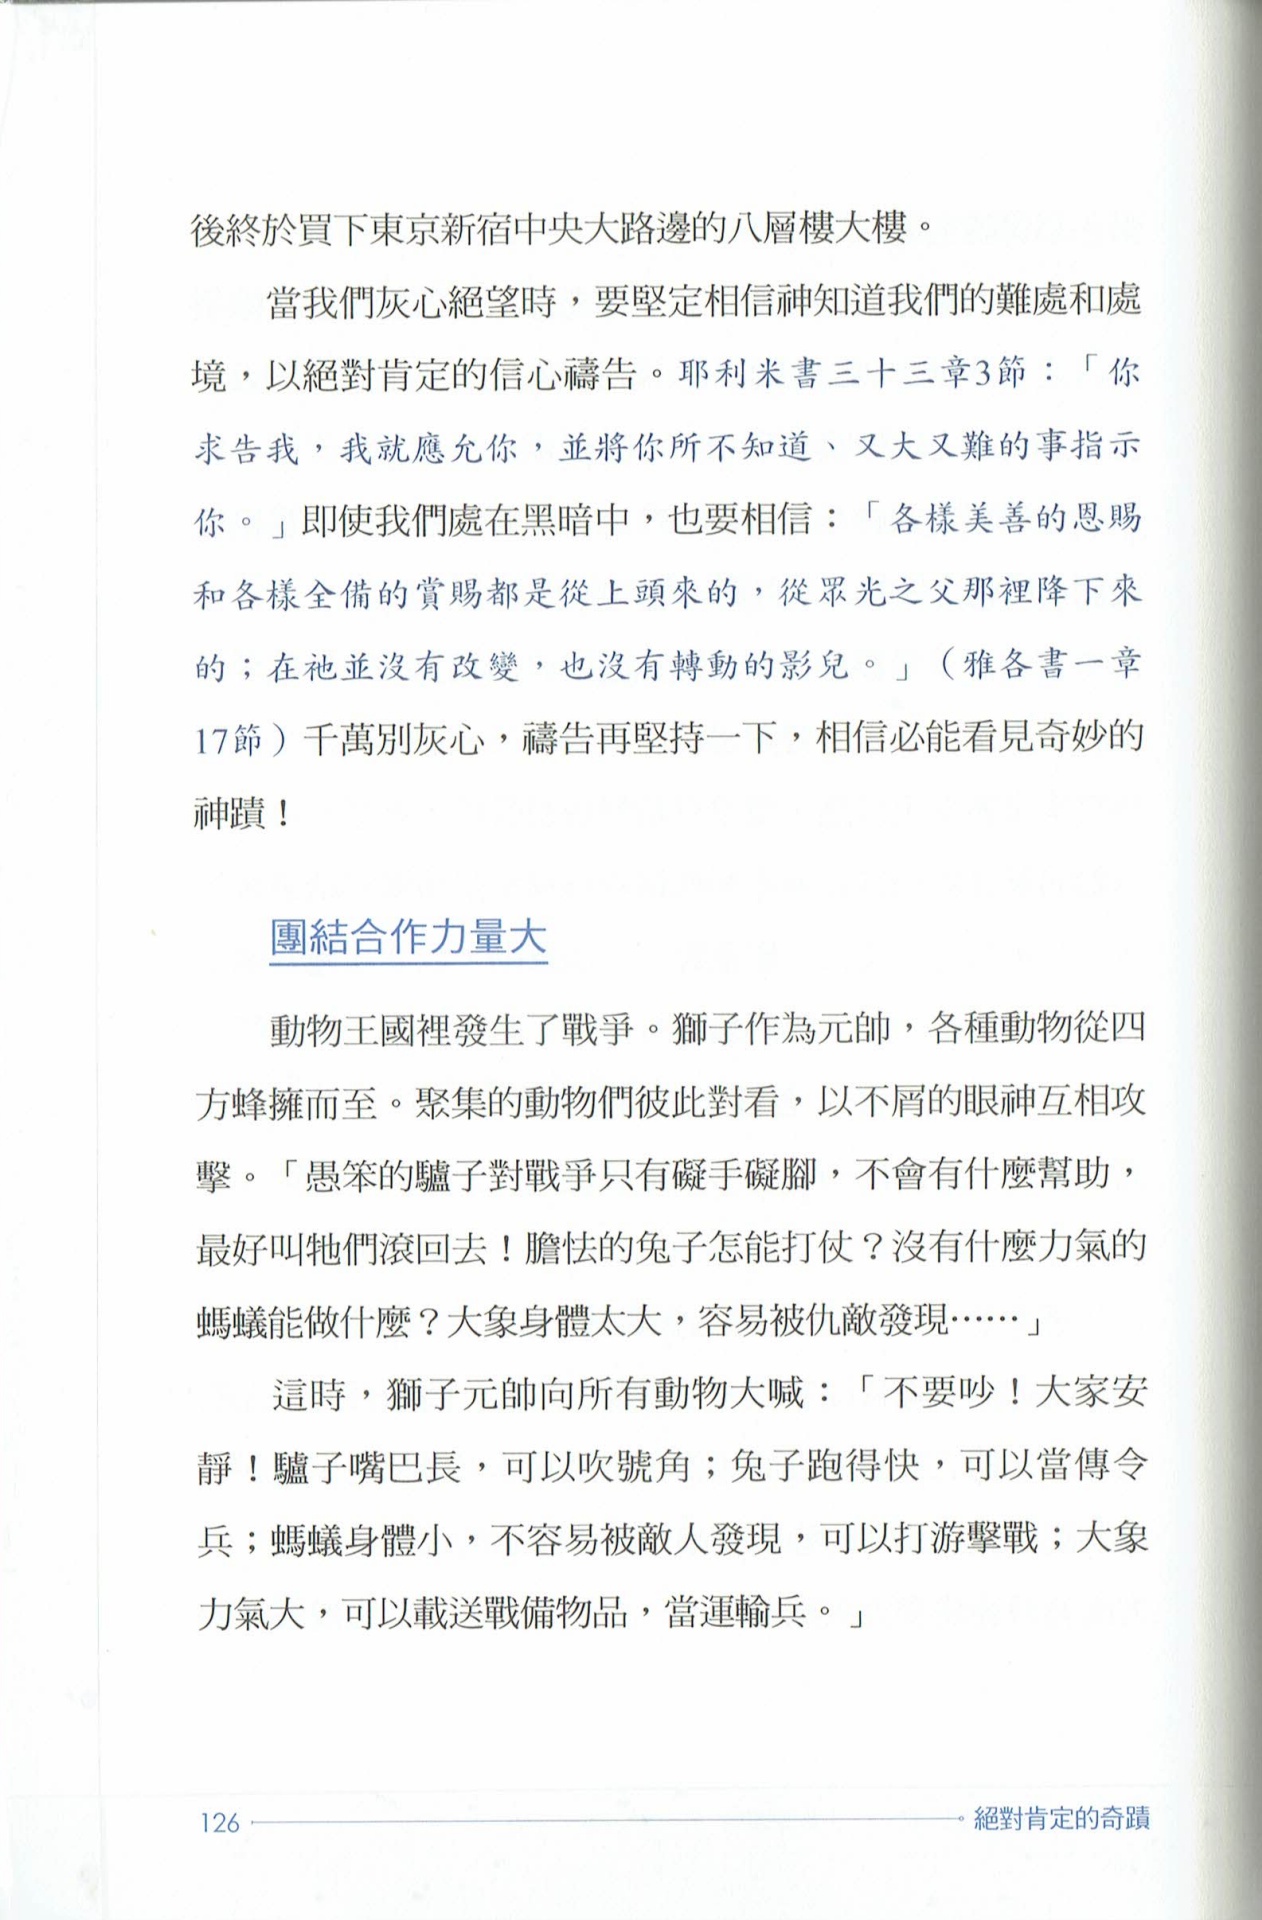 後終於買下東京新宿中央大路邊的八層樓大樓。
當我們灰心絕望時，要堅定相信神知道我們的難處和處
境，以絕對肯定的信心禱告。耶利米書三十三章3節：「你
求告我，我就應允你，並將你所不知道、又大又難的事指示
你。」即使我們處在黑暗中，也要相信：「各樣美善的恩賜
和各樣全備的賞賜都是從上頭來的，從眾光之父那裡降下來
的；在祂並沒有改變，也沒有轉動的影兒。」（雅各書一章
17節）千萬別灰心，禱告再堅持一下，相信必能看見奇妙的
神蹟！
團結合作力量大
動物王國裡發生了戰爭。獅子作為元帥，各種動物從四
方蜂擁而至。聚集的動物們彼此對看，以不屑的眼神互相攻
擊。「愚笨的驢子對戰爭只有礙手礙腳，不會有什麼幫助，
最好叫牠們滾回去！膽怯的兔子怎能打仗？沒有什麼力氣的
螞蟻能做什麼？大象身體太大，容易被仇敵發現……」
這時，獅子元帥向所有動物大喊：「不要吵！大家安
靜！驢子嘴巴長，可以吹號角；兔子跑得快，可以當傳令
兵；螞蟻身體小，不容易被敵人發現，可以打游擊戰；大象
力氣大，可以載送戰備物品，當運輸兵。」
126 絕對肯定的奇蹟